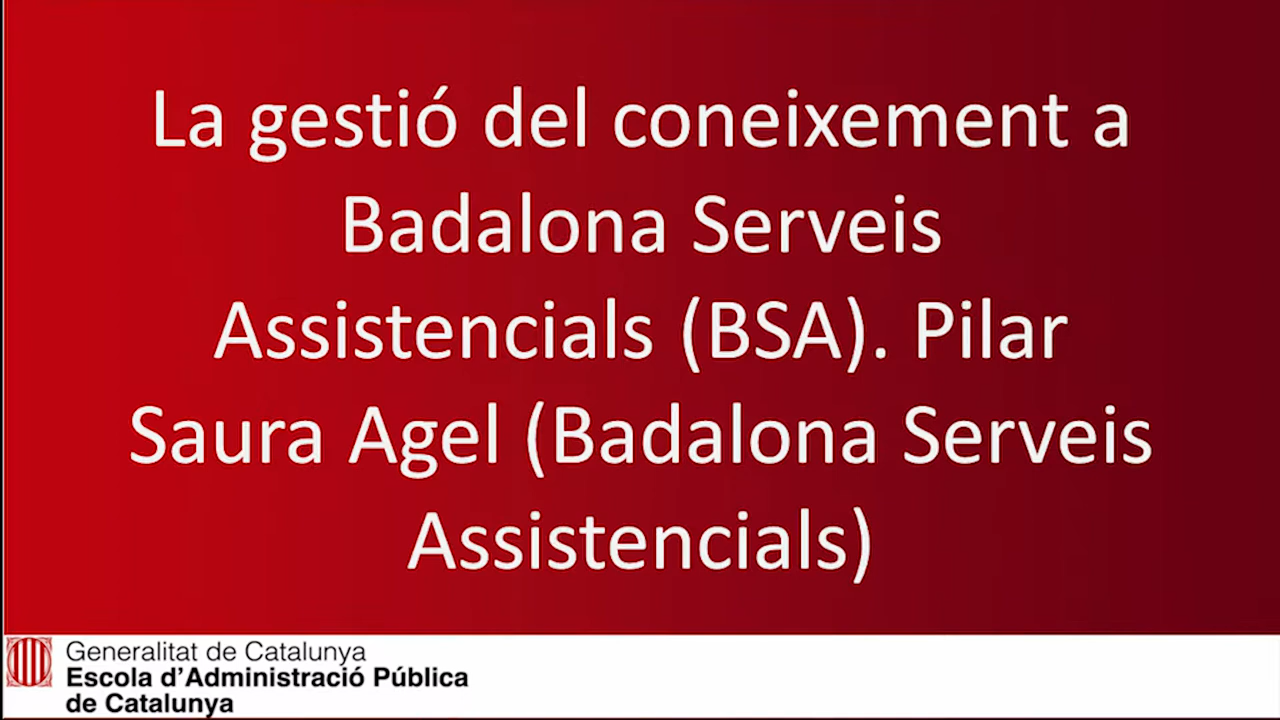 La gestió del coneixement a
Badalona Serveis
Assistencials (BSA). Pilar
Saura Agel (Badalona Serveis
Assistencials)
Generalitat de Catalunya
Escola d'Administració Pública
de Catalunya